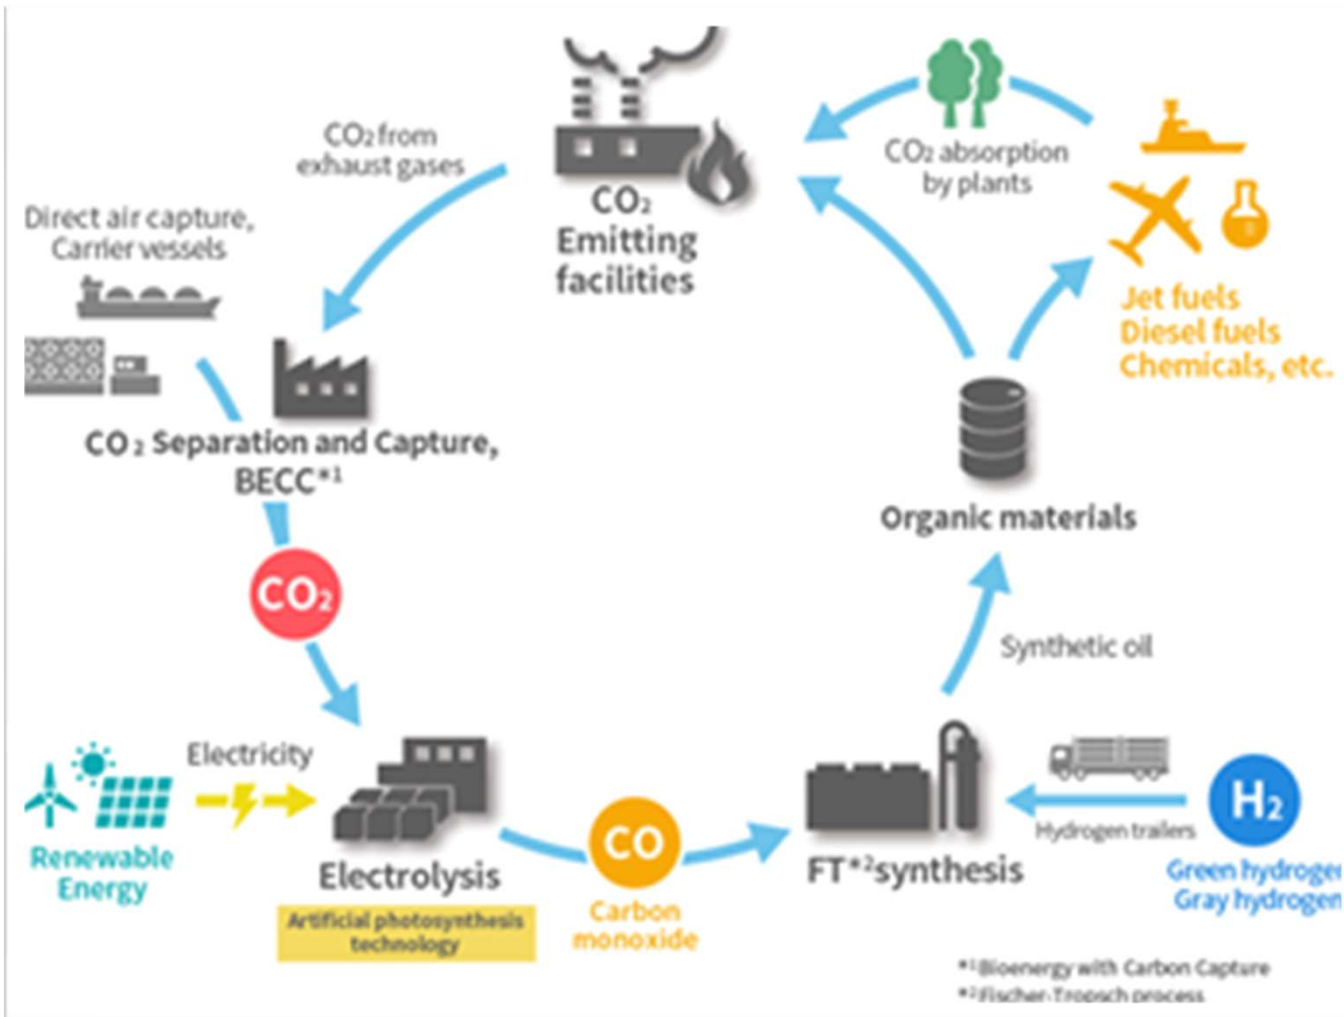 CO2 from
exhaust gases
Direct air capture,
Carrier vessels
CO2
Emitting
facilities
CO2 absorption
by plants
Jet fuels
Diesel fuels
Chemicals, etc.
CO2 Separation and Capture,
BECC*1
CO2
Organic materials
Synthetic oil
Electricity
Renewable
Energy
Electrolysis
Artificial photosynthesis
technology
CO
Carbon
monoxide
FT*2synthesis
Hydrogen trailers
H2
Green hydroge
Gray hydrogen
*1Bioenergy with Carbon Capture
*2Fischer-Tropsch process